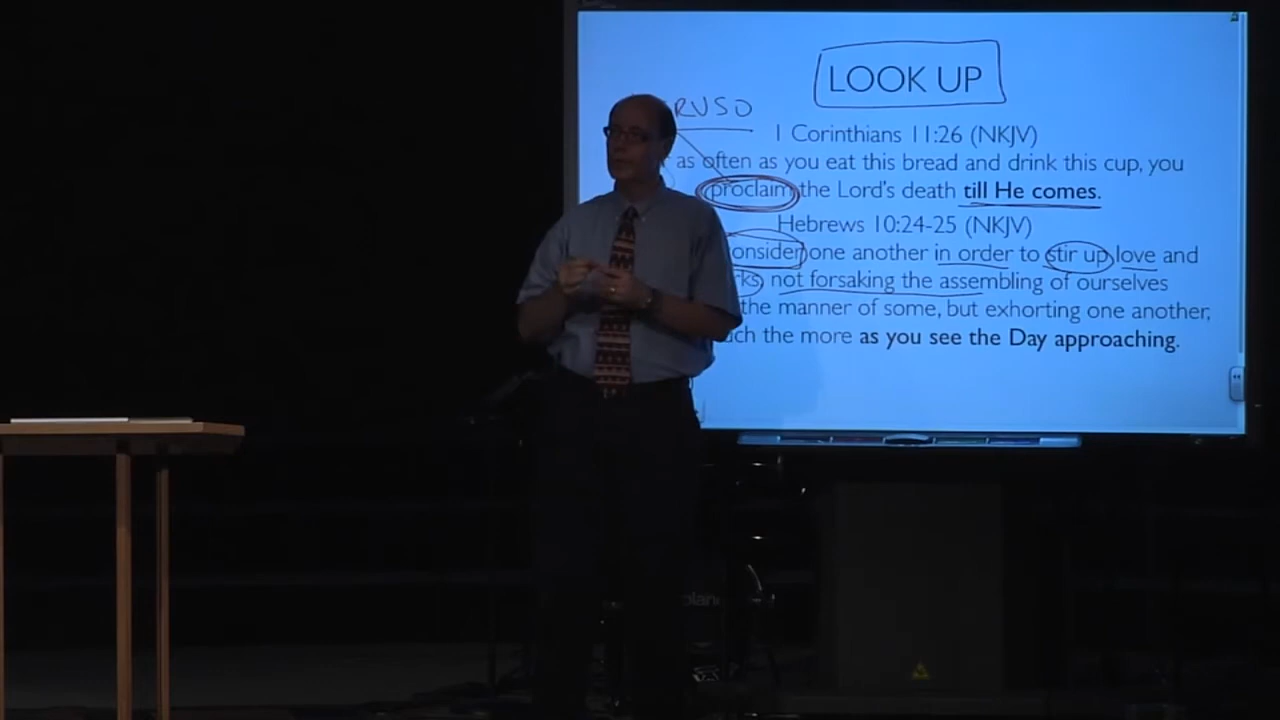 LOOK UP
RUSO
1 Corinthians 11:26 (NKJV)
as often as you eat this bread and drink this cup, you
proclaim the Lord's death till He comes.
Hebrews 10:24-25 (NKJV)
onsider one another in order to stir up love and
rks, not forsaking the assembling of ourselves
the manner of some, but exhorting one another,
uch the more as you see the Day approaching.